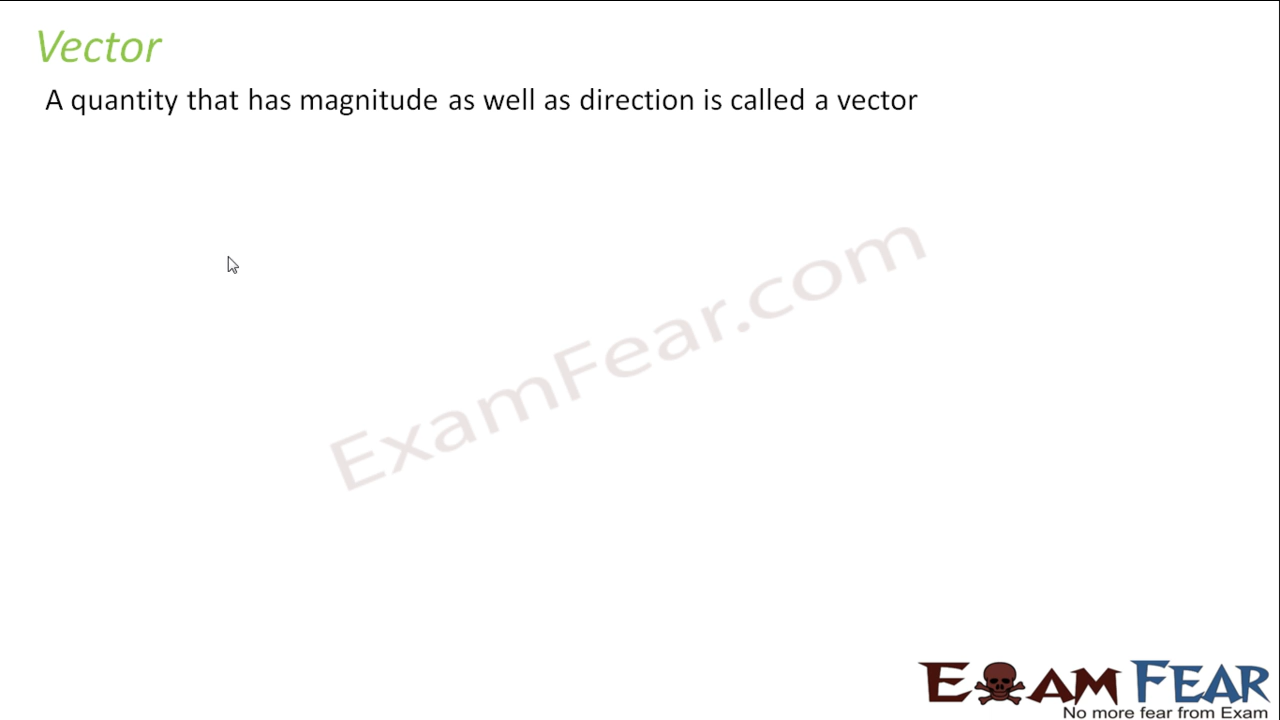 Vector
A quantity that has magnitude as well as direction is called a vector
ExamFear.com
EXAM FEAR
No more fear from Exam